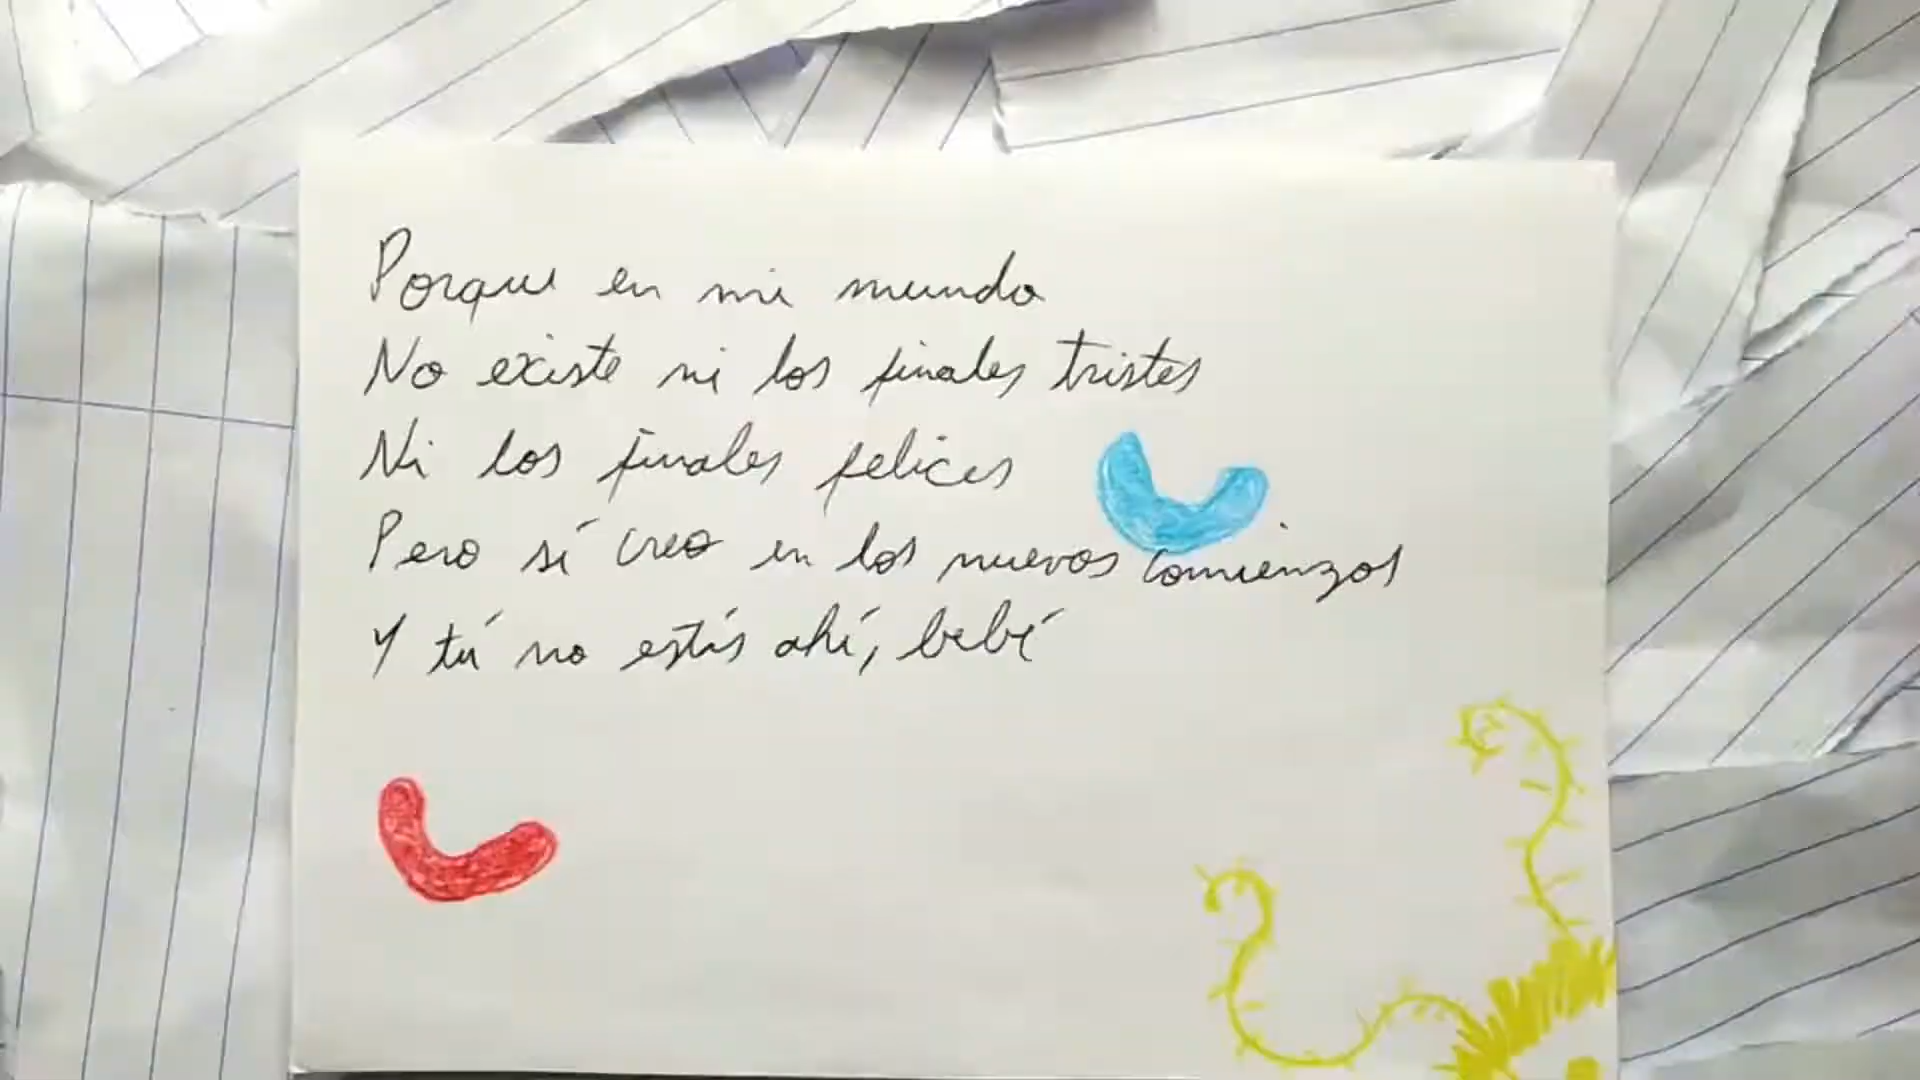 Porque en mi mundo
No existe ni los finales tristes
Ni los finales felices
Pero sí creo en los nuevos comienzos
Y tú no estás ahí, bebé